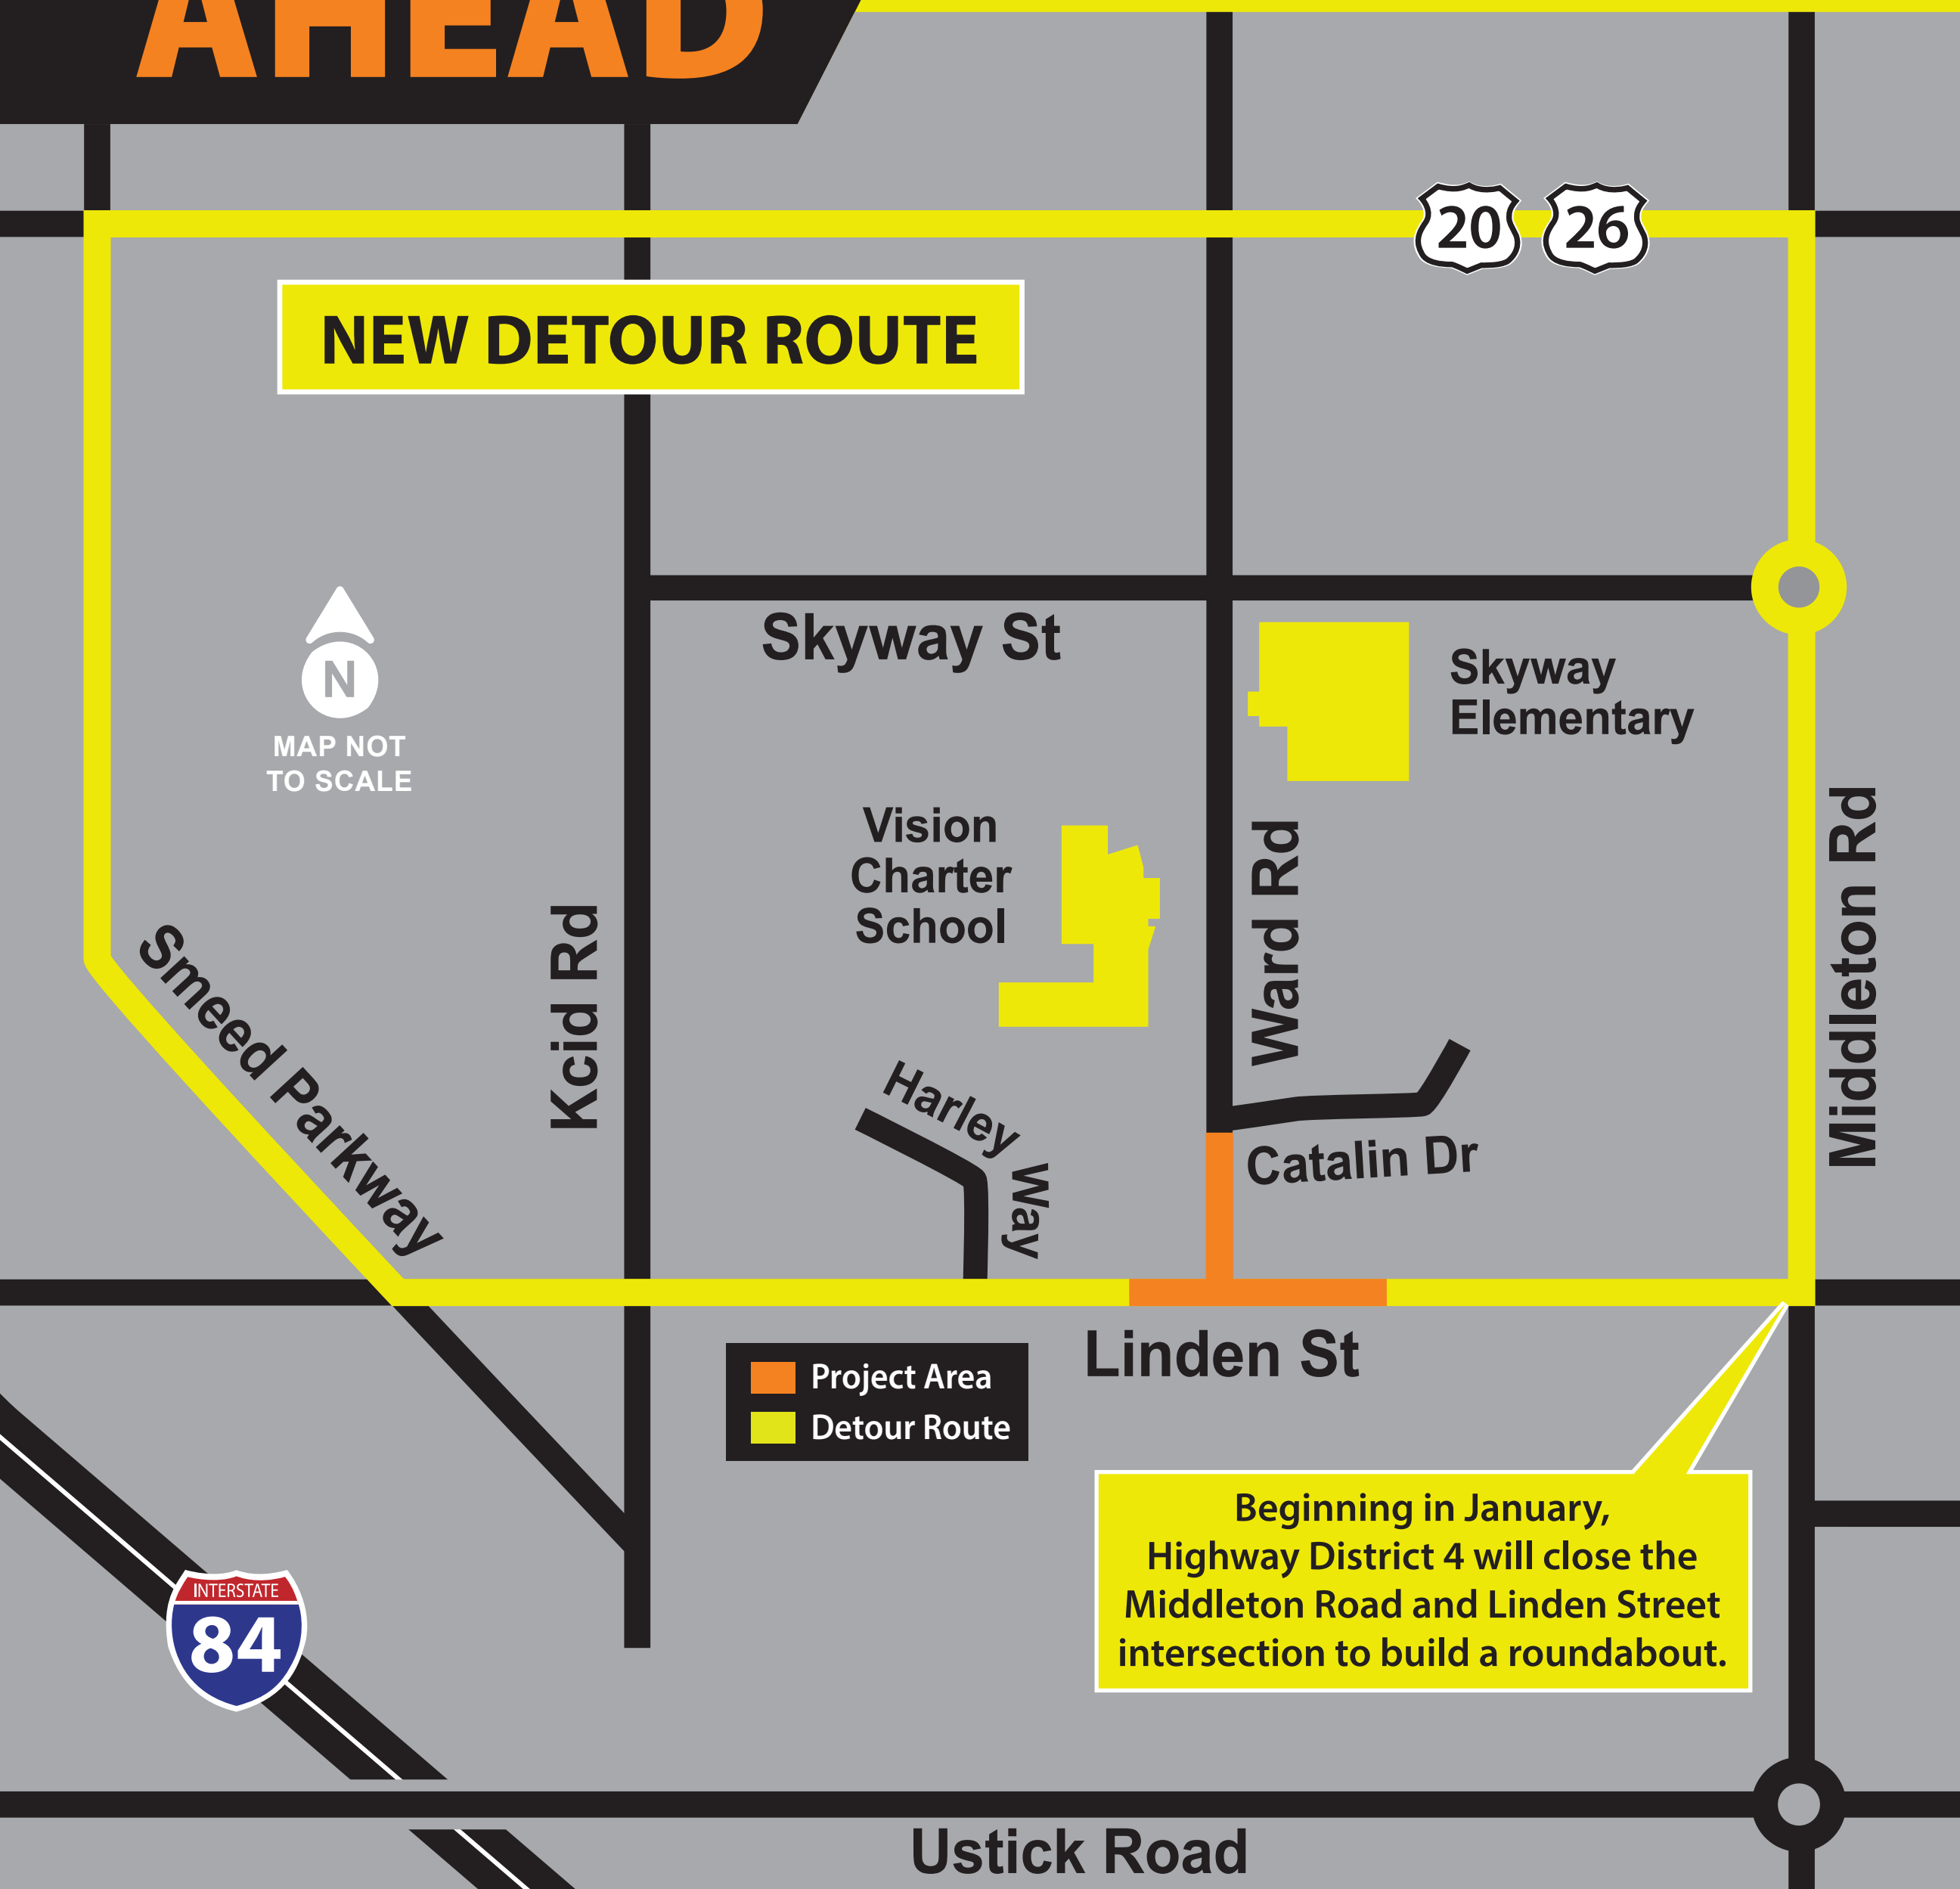 AHEAD
20 26
NEW DETOUR ROUTE
Skyway St
Skyway
Elementary
N
MAP NOT
TO SCALE
Vision
Charter
School
Ward Rd
Middleton Rd
Kcid Rd
Smeed Parkway
Harley Way
Catalin Dr
Linden St
Project Area
Detour Route
Beginning in January,
Highway District 4 will close the
Middleton Road and Linden Street
intersection to build a roundabout.
INTERSTATE
84
Ustick Road